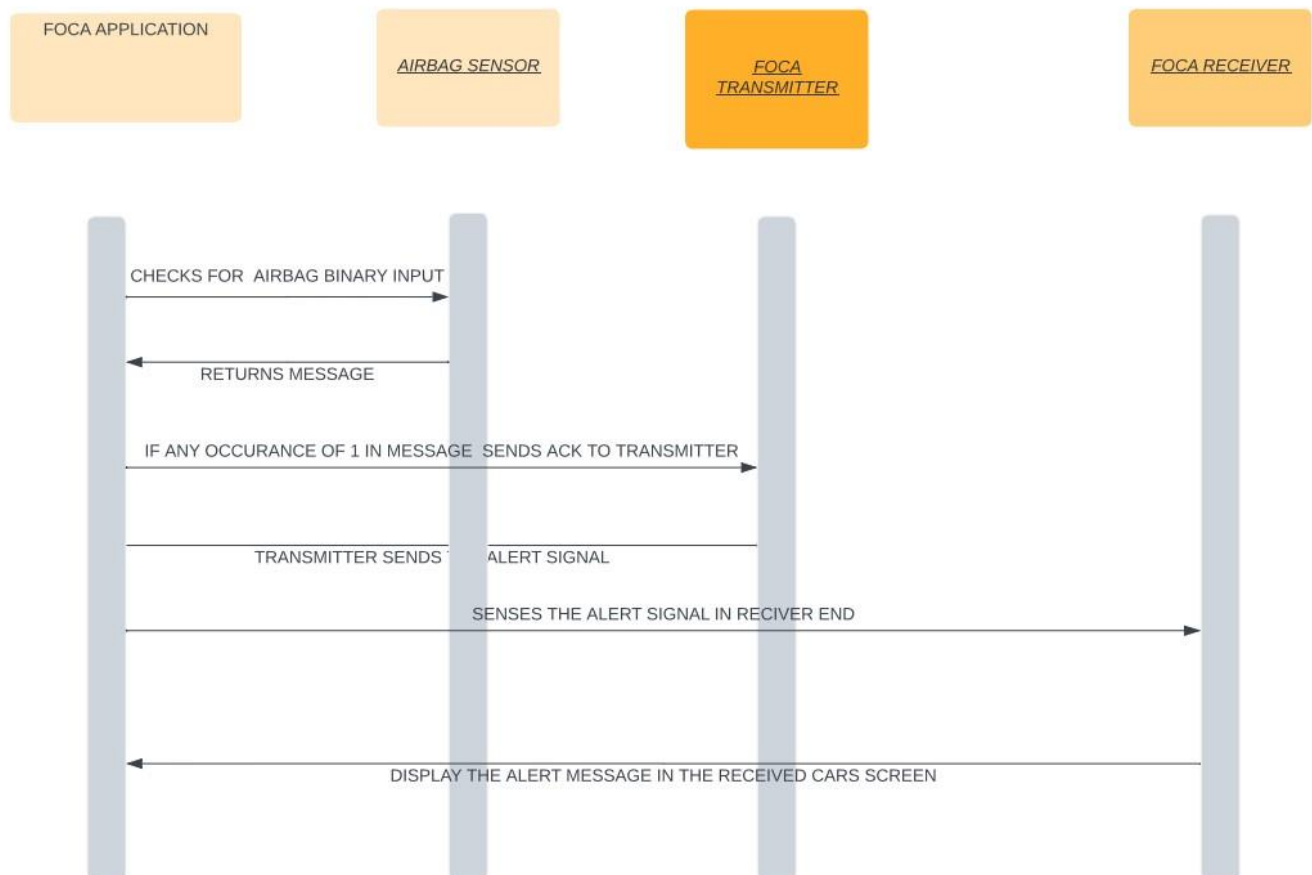 FOCA APPLICATION
AIRBAG SENSOR
FOCA
TRANSMITTER
FOCA RECEIVER
CHECKS FOR AIRBAG BINARY INPUT
RETURNS MESSAGE
IF ANY OCCURANCE OF 1 IN MESSAGE SENDS ACK TO TRANSMITTER
TRANSMITTER SENDS ALERT SIGNAL
SENSES THE ALERT SIGNAL IN RECIVER END
DISPLAY THE ALERT MESSAGE IN THE RECEIVED CARS SCREEN